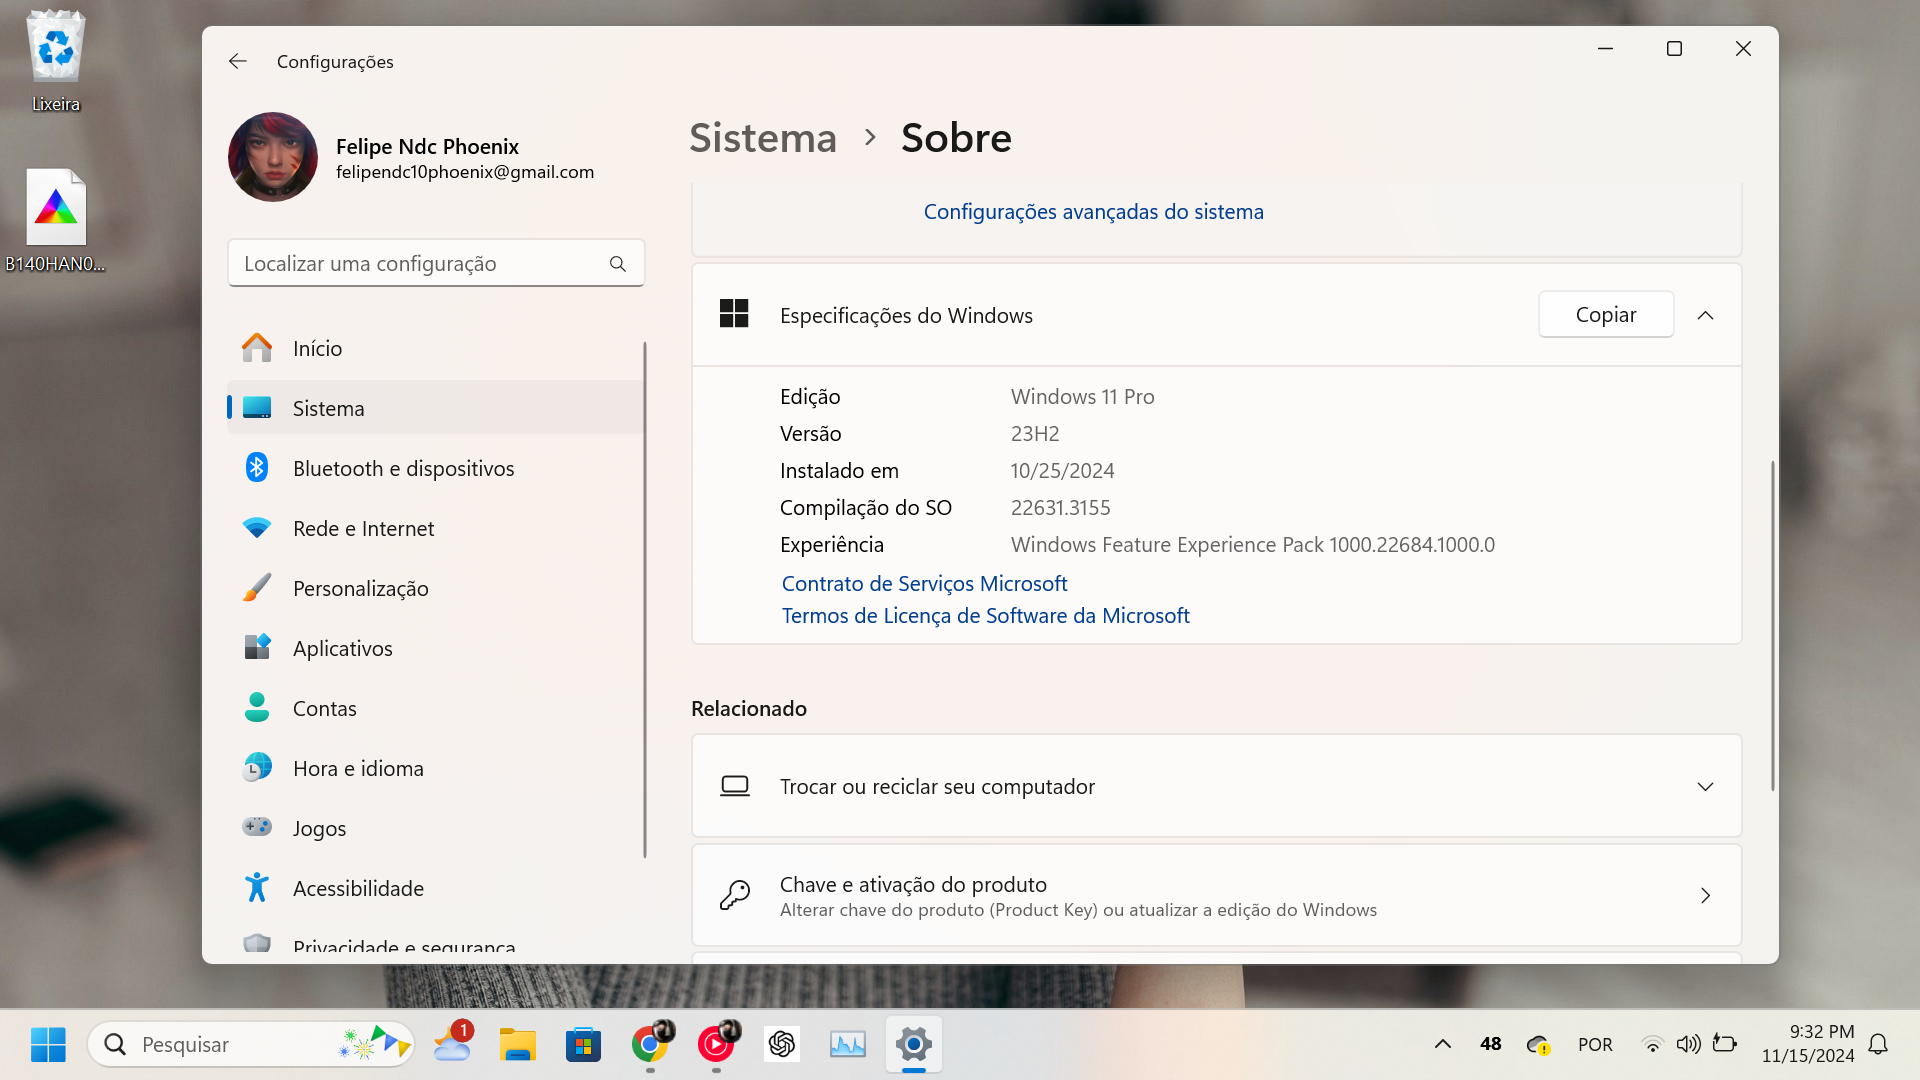 Lixeira
B140HAN0...
Configurações
Felipe Ndc Phoenix
felipendc10phoenix@gmail.com
Localizar uma configuração
Início
Sistema
Bluetooth e dispositivos
Rede e Internet
Personalização
Aplicativos
Contas
Hora e idioma
Jogos
Acessibilidade
Privacidade e segurança
Sistema > Sobre
Configurações avançadas do sistema
Especificações do Windows
Copiar
Edição Windows 11 Pro
Versão 23H2
Instalado em 10/25/2024
Compilação do SO 22631.3155
Experiência Windows Feature Experience Pack 1000.22684.1000.0
Contrato de Serviços Microsoft
Termos de Licença de Software da Microsoft
Relacionado
Trocar ou reciclar seu computador
Chave e ativação do produto
Alterar chave do produto (Product Key) ou atualizar a edição do Windows
Pesquisar
1
48
POR
9:32 PM
11/15/2024